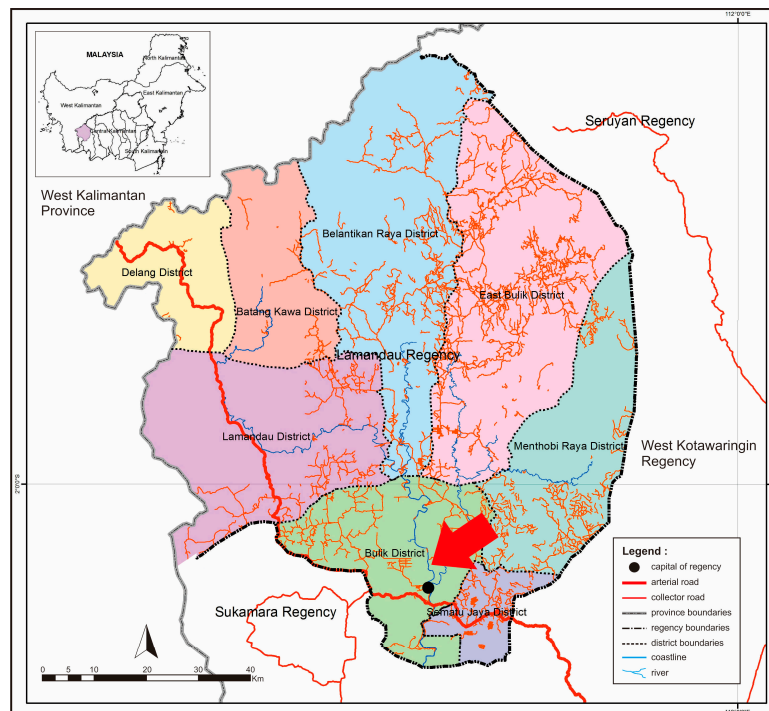 112°0'0"E
MALAYSIA
North Kalimantan
East Kalimantan
West Kalimantan
Central Kalimantan
South Kalimantan
Seruyan Regency
West Kalimantan
Province
Belantikan Raya District
Delang District
East Bulik District
Batang Kawa District
Lamandau Regency
Lamandau District
Menthobi Raya District
West Kotawaringin
Regency
2°0'0"S
Bulik District
Sukamara Regency
Sematu Jaya District
Legend :
capital of regency
arterial road
collector road
province boundaries
regency boundaries
district boundaries
coastline
river
0 5 10 20 30 40
Km